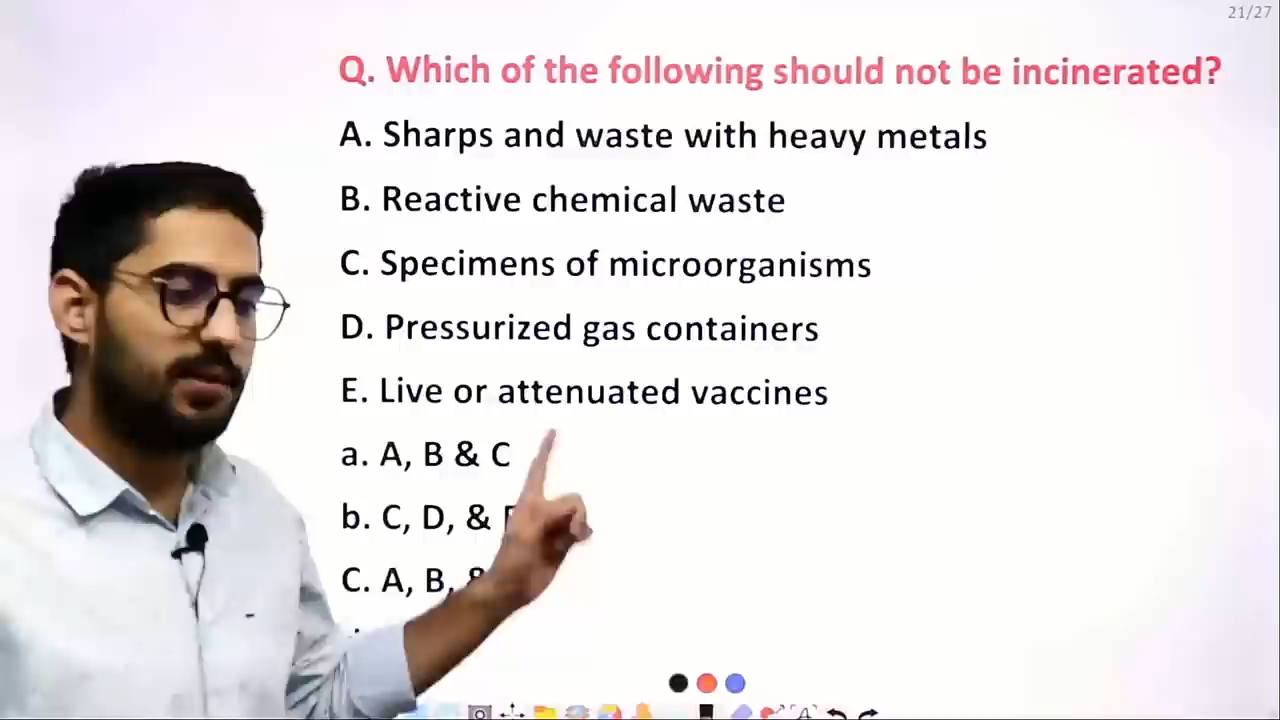 21/27
Q. Which of the following should not be incinerated?
A. Sharps and waste with heavy metals
B. Reactive chemical waste
C. Specimens of microorganisms
D. Pressurized gas containers
E. Live or attenuated vaccines
a. A, B & C
b. C, D, &
C. A, B,